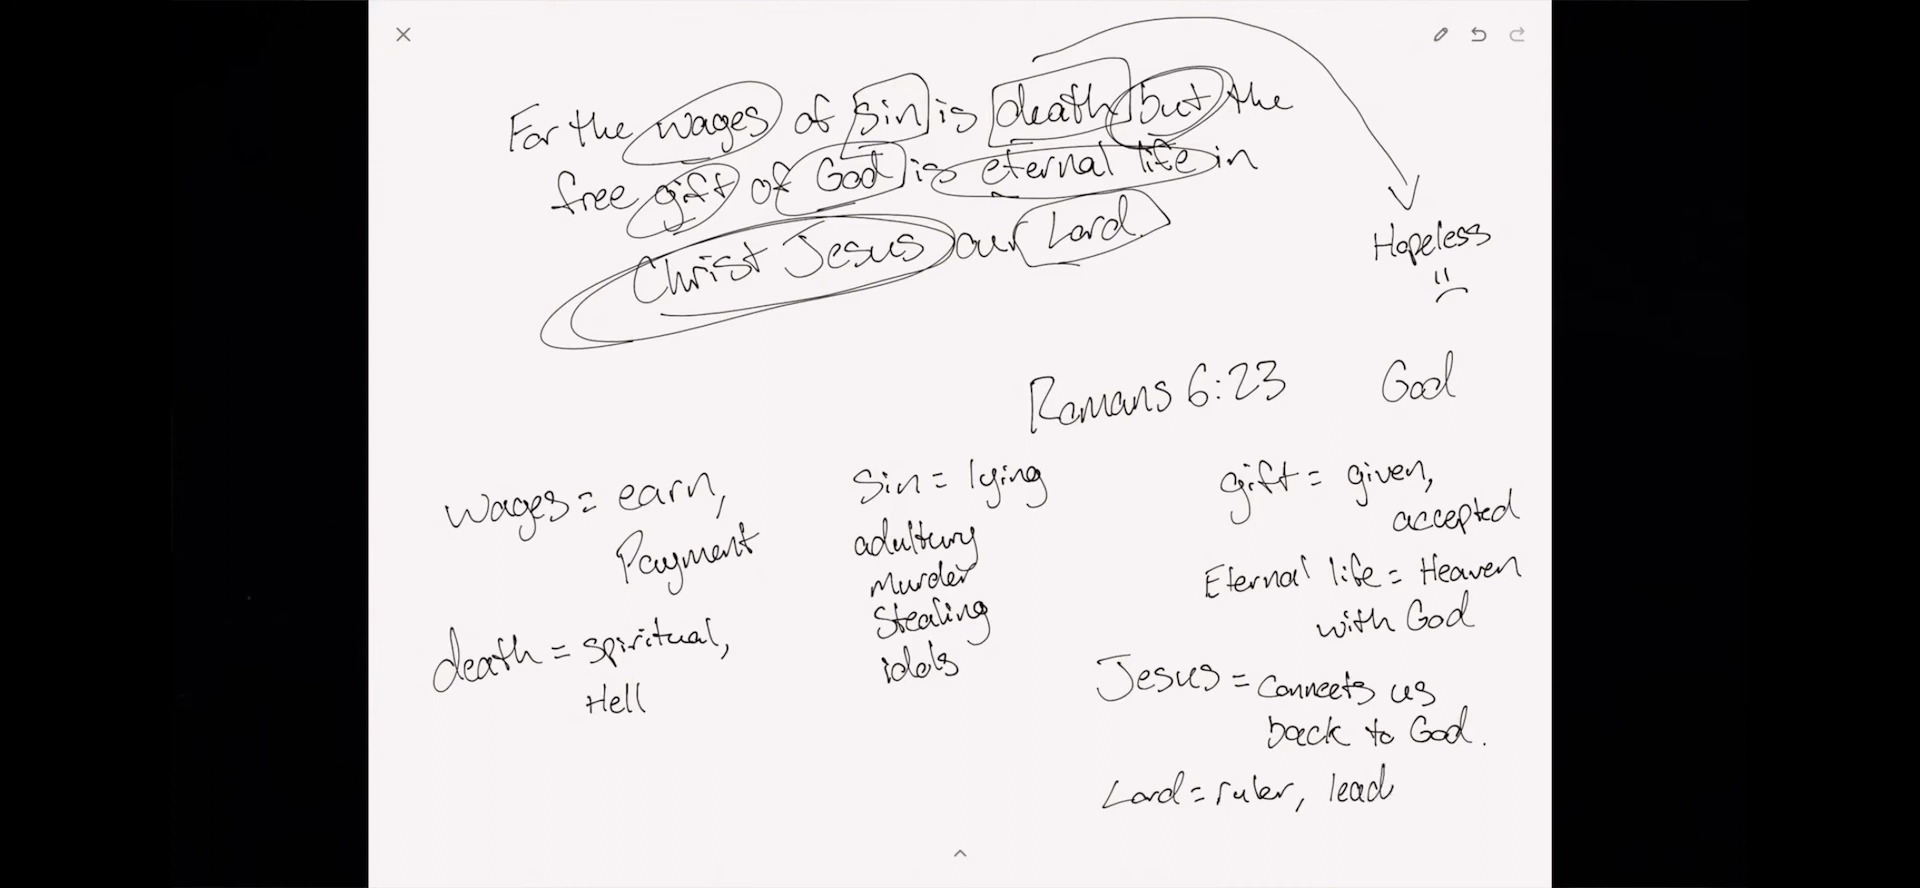 For the wages of sin is death but the
free gift of God is eternal life in
Christ Jesus our Lord.
Hopeless
Romans 6:23
God
wages = earn,
Payment
death = spiritual,
Hell
Sin = lying
adultury
murder
Stealing
idols
gift = given,
accepted
Eternal life = Heaven
with God
Jesus = connects us
back to God.
Lord = ruler, lead